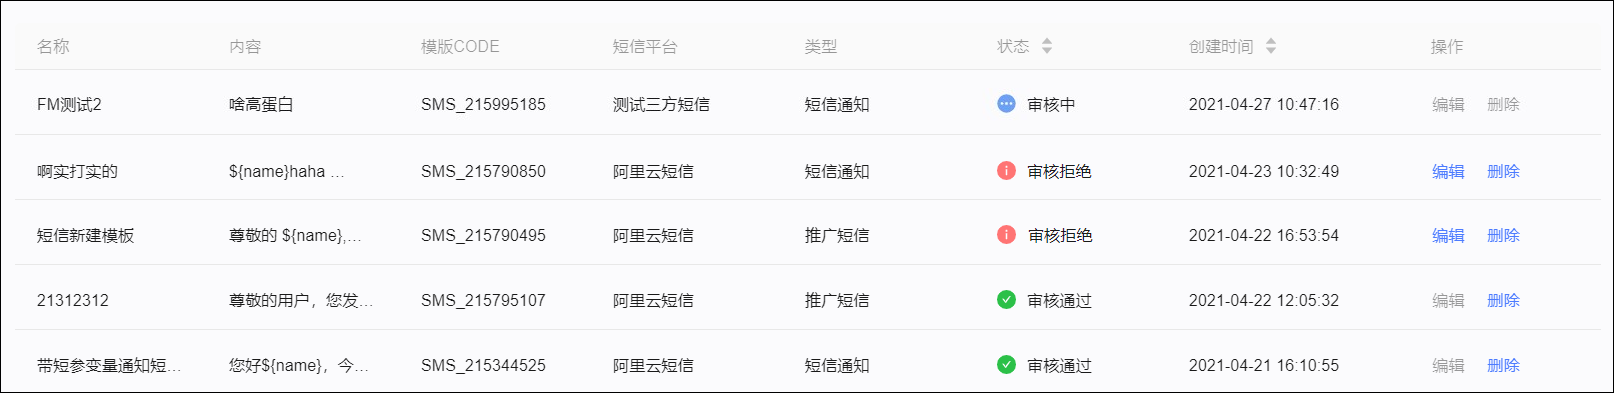 名称 内容 模版CODE 短信平台 类型 状态 创建时间 操作
FM测试2 啥高蛋白 SMS_215995185 测试三方短信 短信通知 审核中 2021-04-27 10:47:16 编辑 删除
啊实打实的 ${name}haha ... SMS_215790850 阿里云短信 短信通知 审核拒绝 2021-04-23 10:32:49 编辑 删除
短信新建模板 尊敬的 ${name},... SMS_215790495 阿里云短信 推广短信 审核拒绝 2021-04-22 16:53:54 编辑 删除
21312312 尊敬的用户，您发... SMS_215795107 阿里云短信 推广短信 审核通过 2021-04-22 12:05:32 编辑 删除
带短参变量通知短... 您好${name}，今... SMS_215344525 阿里云短信 短信通知 审核通过 2021-04-21 16:10:55 编辑 删除